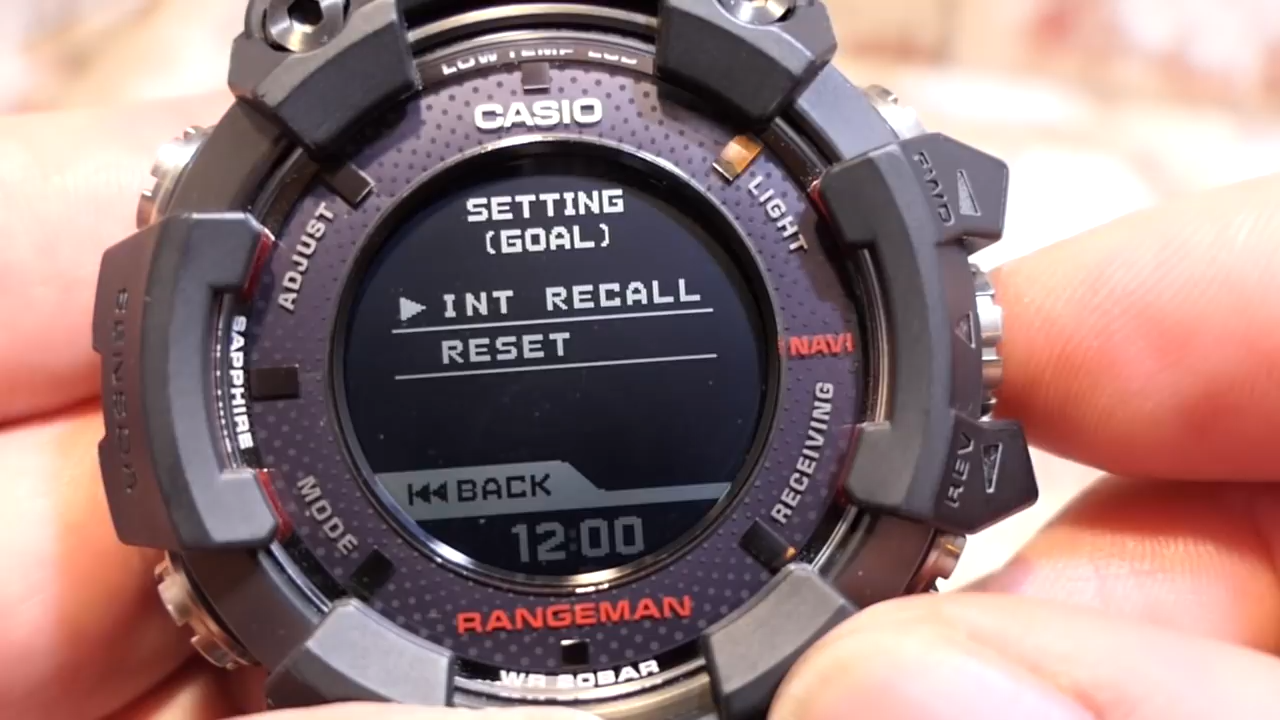 LOW TEMP LCD
CASIO
FWD
LIGHT
ADJUST
SETTING
(GOAL)
▶ INT RECALL
RESET
SAPPHIRE
NAVI
RECEIVING
MODE
REV
BACK
12:00
RANGEMAN
WR 20BAR